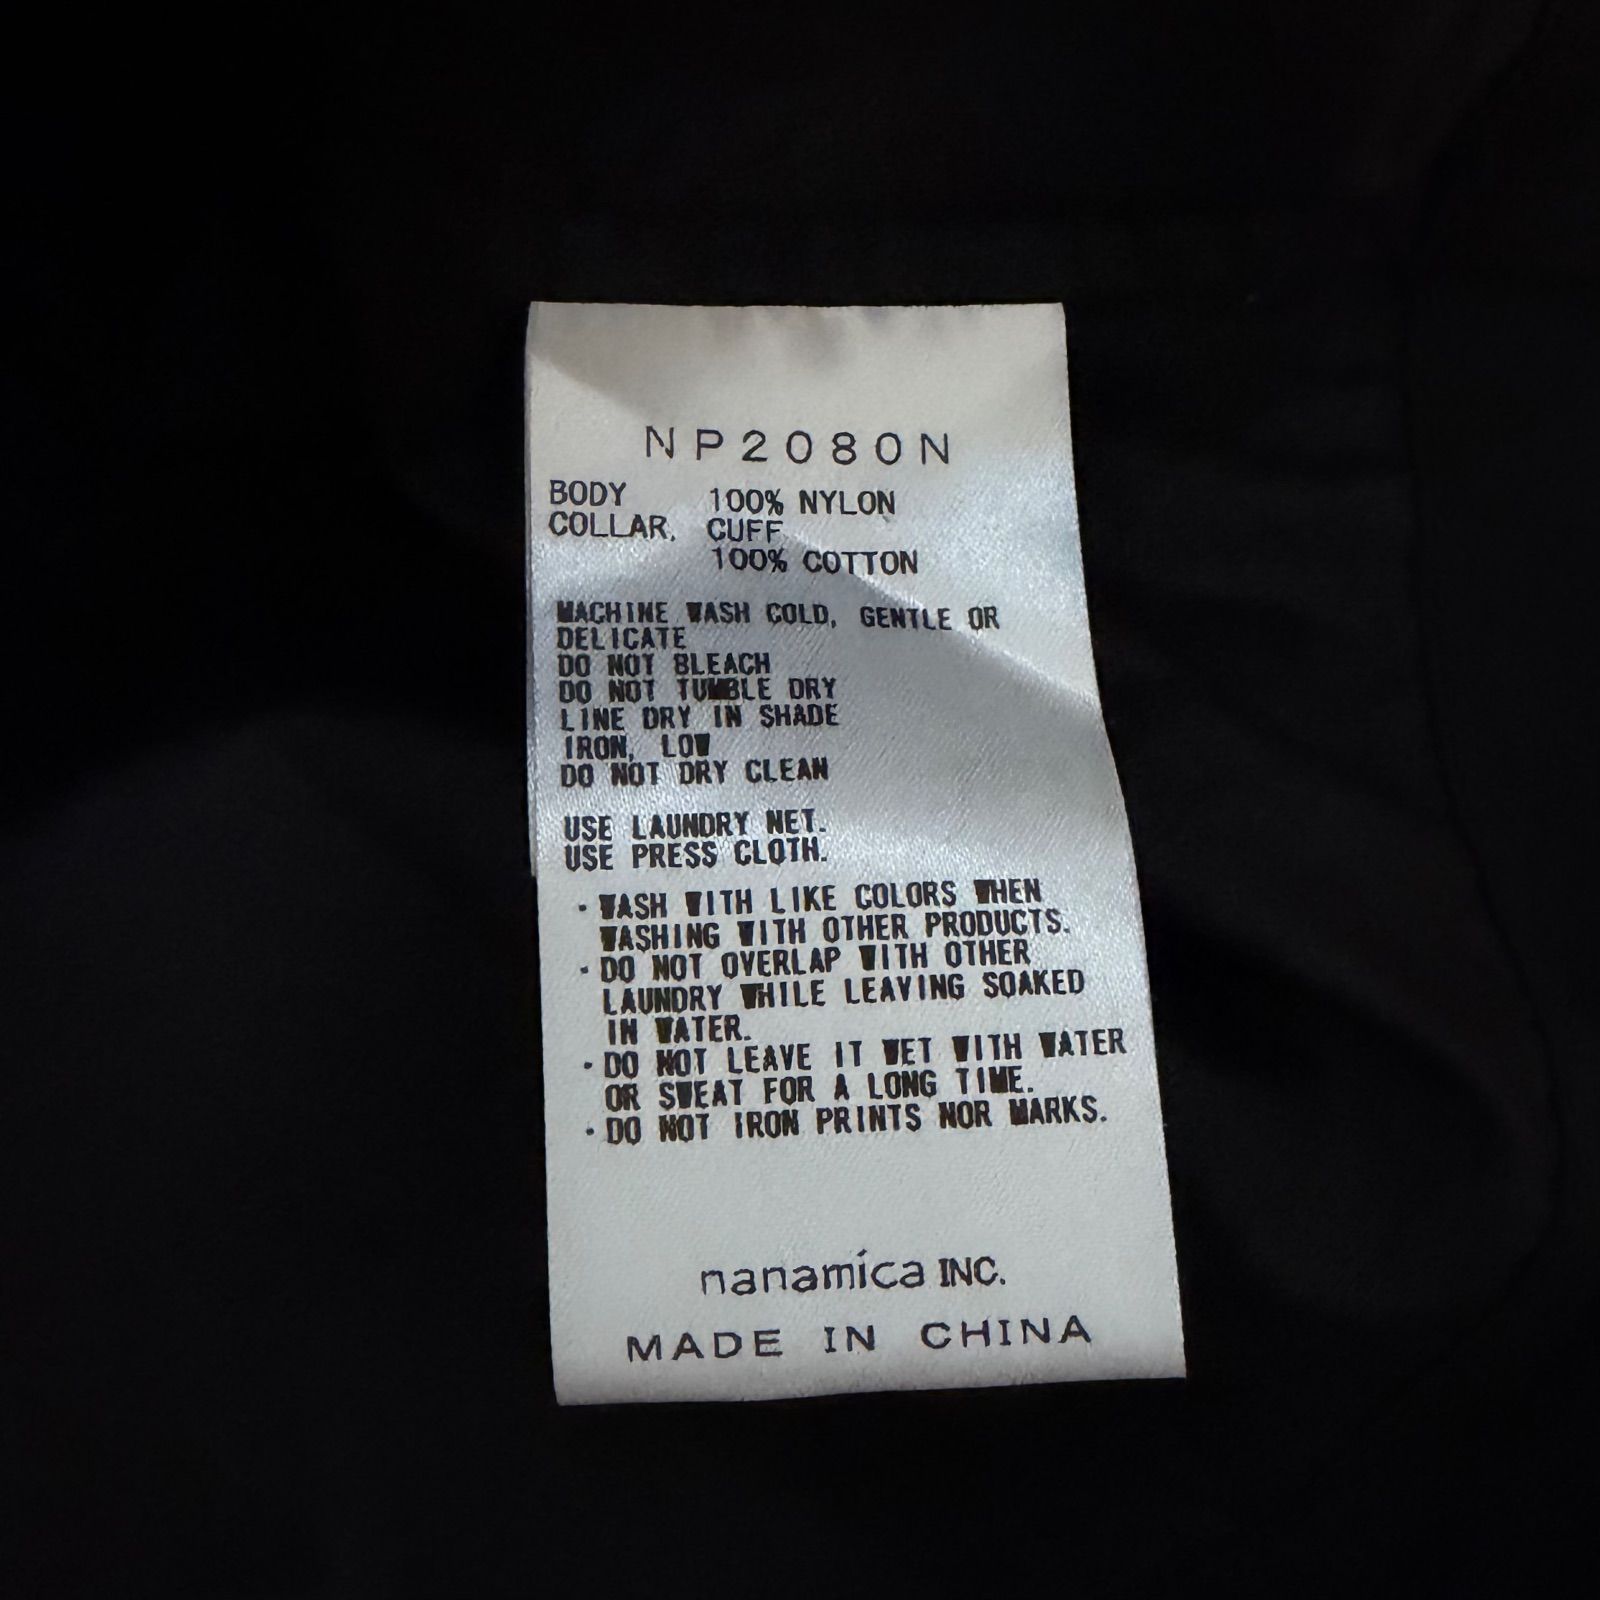 NP2080N
BODY 100% NYLON
COLLAR, CUFF
100% COTTON
MACHINE WASH COLD, GENTLE OR
DELICATE
DO NOT BLEACH
DO NOT TUMBLE DRY
LINE DRY IN SHADE
IRON, LOW
DO NOT DRY CLEAN
USE LAUNDRY NET.
USE PRESS CLOTH.
・WASH WITH LIKE COLORS WHEN
WASHING WITH OTHER PRODUCTS.
・DO NOT OVERLAP WITH OTHER
LAUNDRY WHILE LEAVING SOAKED
IN WATER.
・DO NOT LEAVE IT WET WITH WATER
OR SWEAT FOR A LONG TIME.
・DO NOT IRON PRINTS NOR MARKS.
nanamíca INC.
MADE IN CHINA